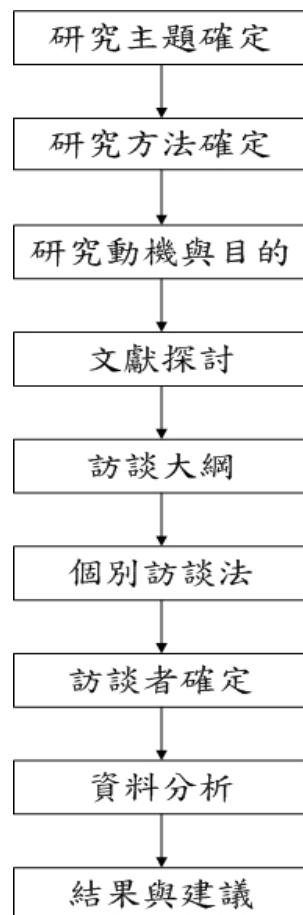 研究主題確定
研究方法確定
研究動機與目的
文獻探討
訪談大綱
個別訪談法
訪談者確定
資料分析
結果與建議